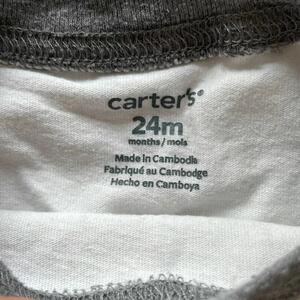 carter's®
24m
months / mois
Made in Cambodia
Fabriqué au Cambodge
Hecho en Camboya